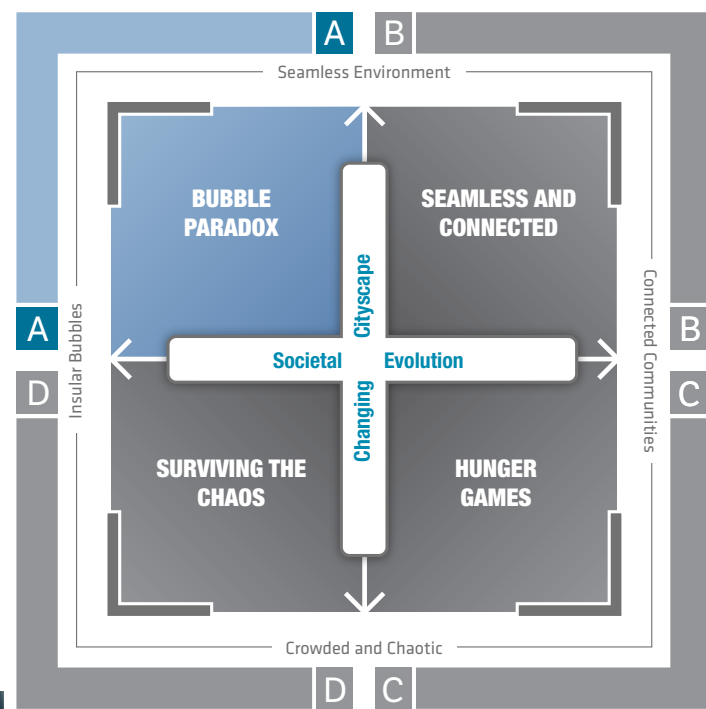 A B
Seamless Environment
BUBBLE
PARADOX
SEAMLESS AND
CONNECTED
Changing Cityscape
Insular Bubbles
Connected Communities
A
B
Societal Evolution
D
C
SURVIVING THE
CHAOS
HUNGER
GAMES
Crowded and Chaotic
D C